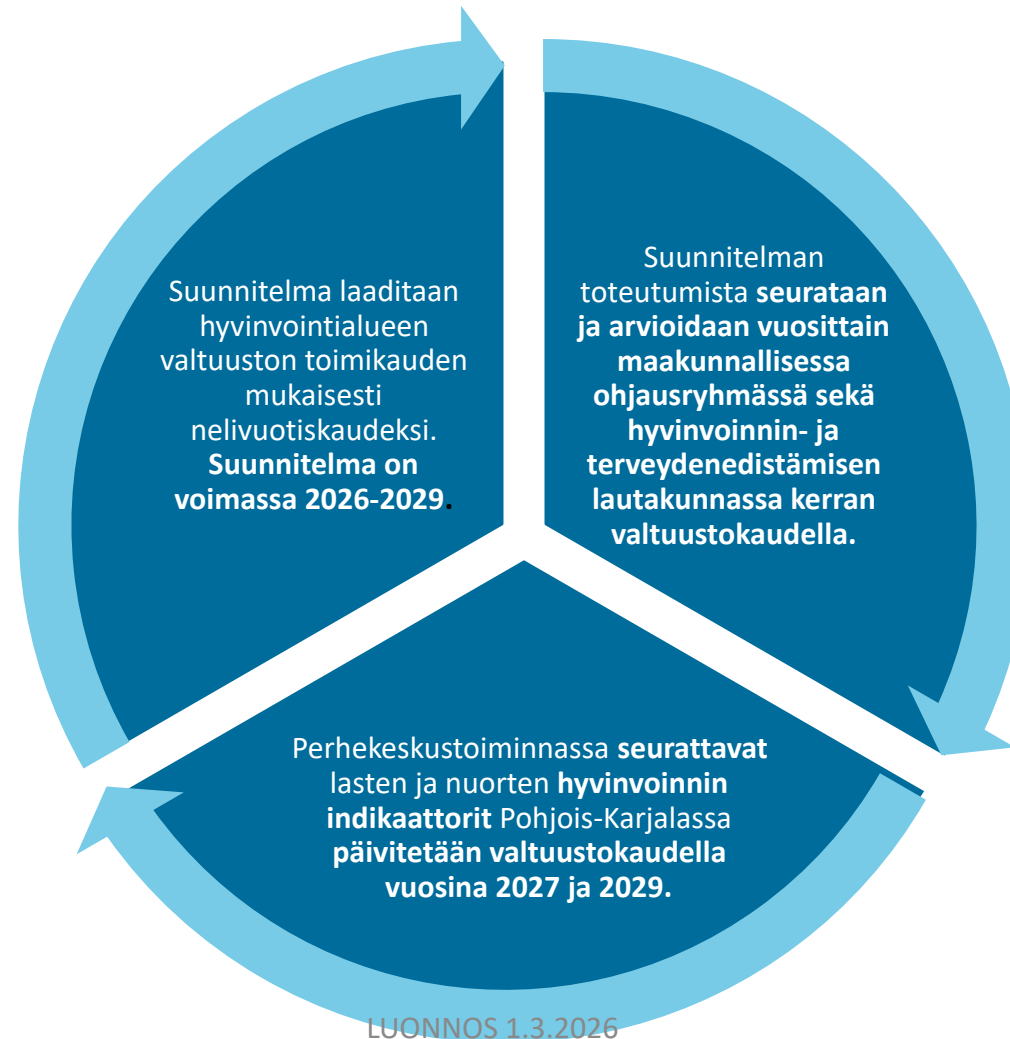 Suunnitelma laaditaan
hyvinvointialueen
valtuuston toimikauden
mukaisesti
nelivuotiskaudeksi.
Suunnitelma on
voimassa 2026-2029.
Suunnitelman
toteutumista seurataan
ja arvioidaan vuosittain
maakunnallisessa
ohjausryhmässä sekä
hyvinvoinnin- ja
terveydenedistämisen
lautakunnassa kerran
valtuustokaudella.
Perhekeskustoiminnassa seurattavat
lasten ja nuorten hyvinvoinnin
indikaattorit Pohjois-Karjalassa
päivitetään valtuustokaudella
vuosina 2027 ja 2029.
LUONNOS 1.3.2026